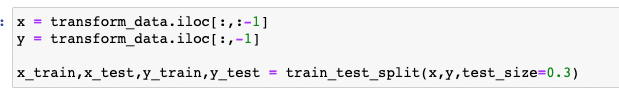 x = transform_data.iloc[:,:-1]
y = transform_data.iloc[:,-1]
x_train,x_test,y_train,y_test = train_test_split(x,y,test_size=0.3)